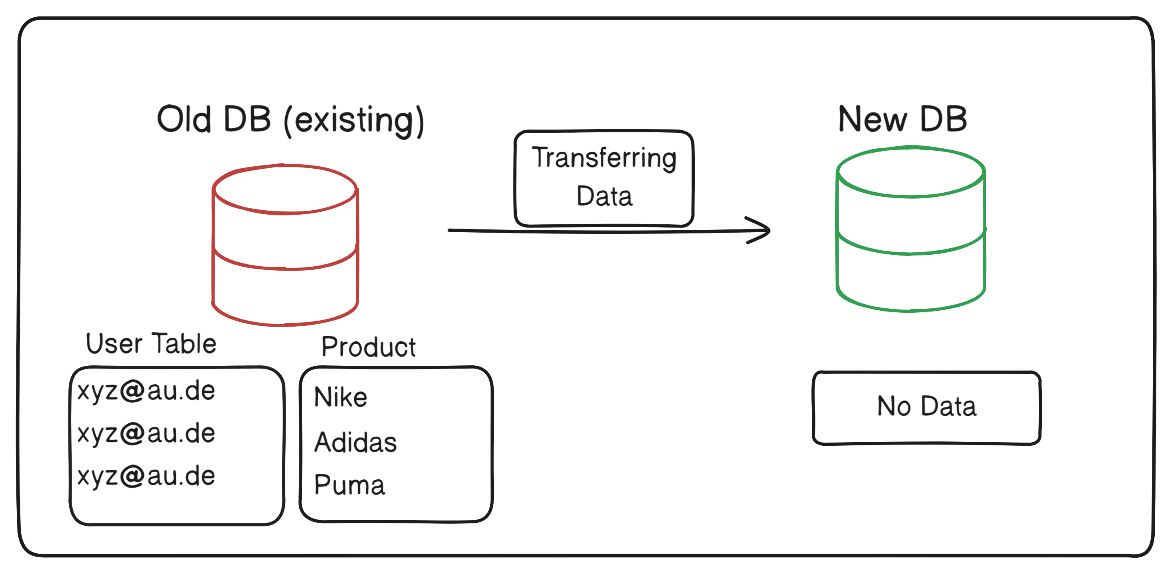 Old DB (existing)
Transferring
Data
New DB
User Table
xyz@au.de
xyz@au.de
xyz@au.de
Product
Nike
Adidas
Puma
No Data